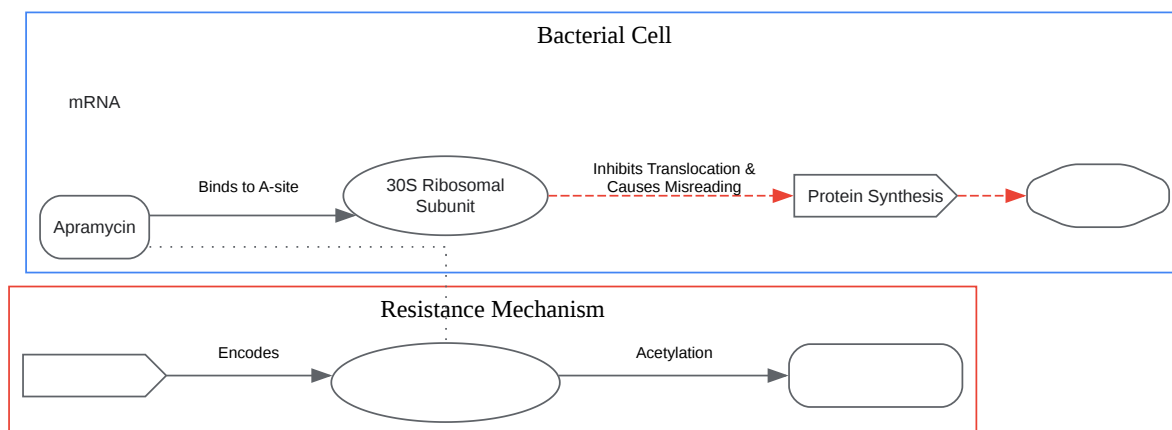 Bacterial Cell
mRNA
Binds to A-site
30S Ribosomal
Subunit
Inhibits Translocation &
Causes Misreading
Protein Synthesis
Apramycin
Resistance Mechanism
Encodes
Acetylation